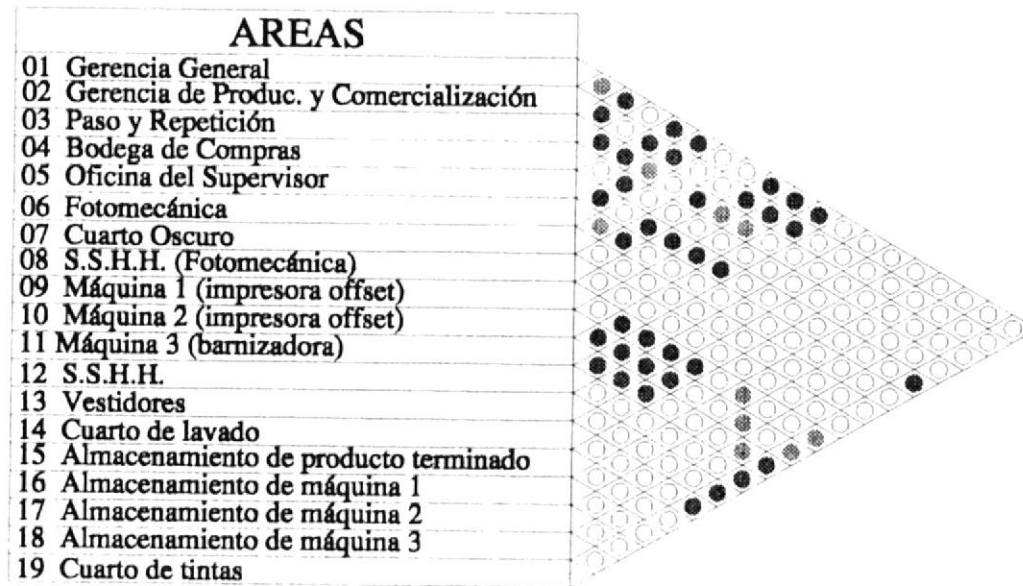 AREAS
01 Gerencia General
02 Gerencia de Produc. y Comercialización
03 Paso y Repetición
04 Bodega de Compras
05 Oficina del Supervisor
06 Fotomecánica
07 Cuarto Oscuro
08 S.S.H.H. (Fotomecánica)
09 Máquina 1 (impresora offset)
10 Máquina 2 (impresora offset)
11 Máquina 3 (barnizadora)
12 S.S.H.H.
13 Vestidores
14 Cuarto de lavado
15 Almacenamiento de producto terminado
16 Almacenamiento de máquina 1
17 Almacenamiento de máquina 2
18 Almacenamiento de máquina 3
19 Cuarto de tintas